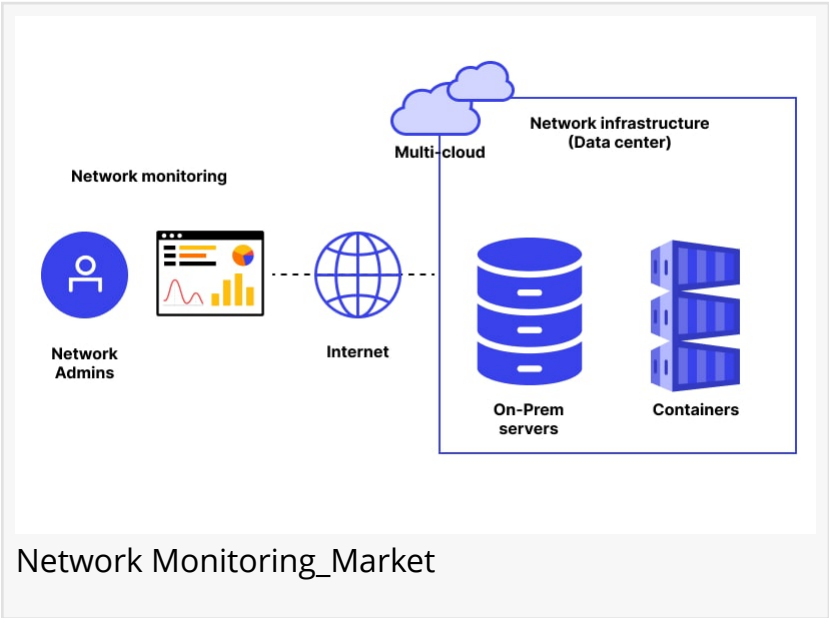 Network infrastructure
(Data center)
Multi-cloud
Network monitoring
Network
Admins
Internet
On-Prem
servers
Containers
Network Monitoring_Market